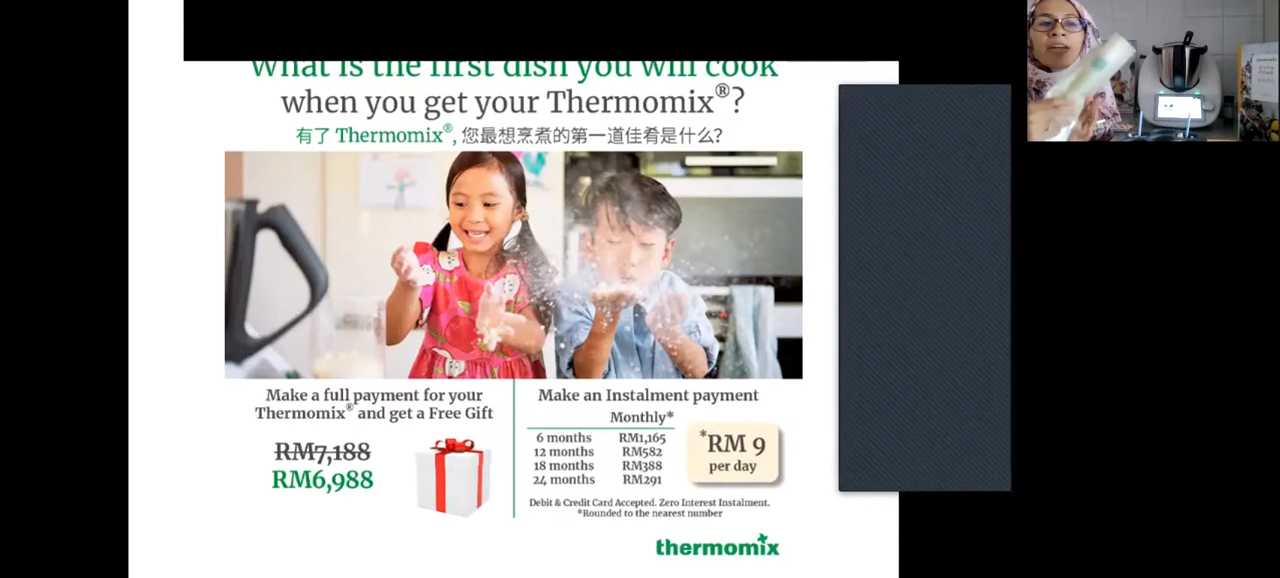 What is the first dish you will cook
when you get your Thermomix®?
有了 Thermomix®, 您最想烹煮的第一道佳肴是什么?
Make a full payment for your
Thermomix® and get a Free Gift
RM7,188
RM6,988
Make an Instalment payment
Monthly*
6 months RM1,165
12 months RM582
18 months RM388
24 months RM291
*RM 9
per day
Debit & Credit Card Accepted. Zero Interest Instalment.
*Rounded to the nearest number
thermomix